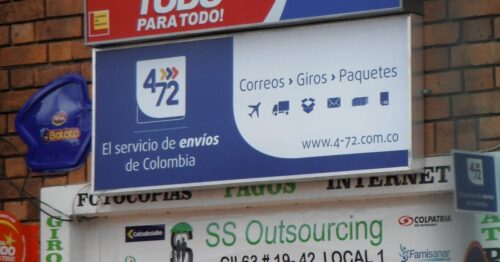 TODO
PARA TODO!
4
72
Correos › Giros › Paquetes
El servicio de envíos
de Colombia
www.4-72.com.co
Baloto
FOTOCOPIAS PAGOS INTERNET
GIRO
Colsubsidio
SS Outsourcing
Cll 63 # 19-42, LOCAL 1
COLPATRIA
Famisanar
4
72